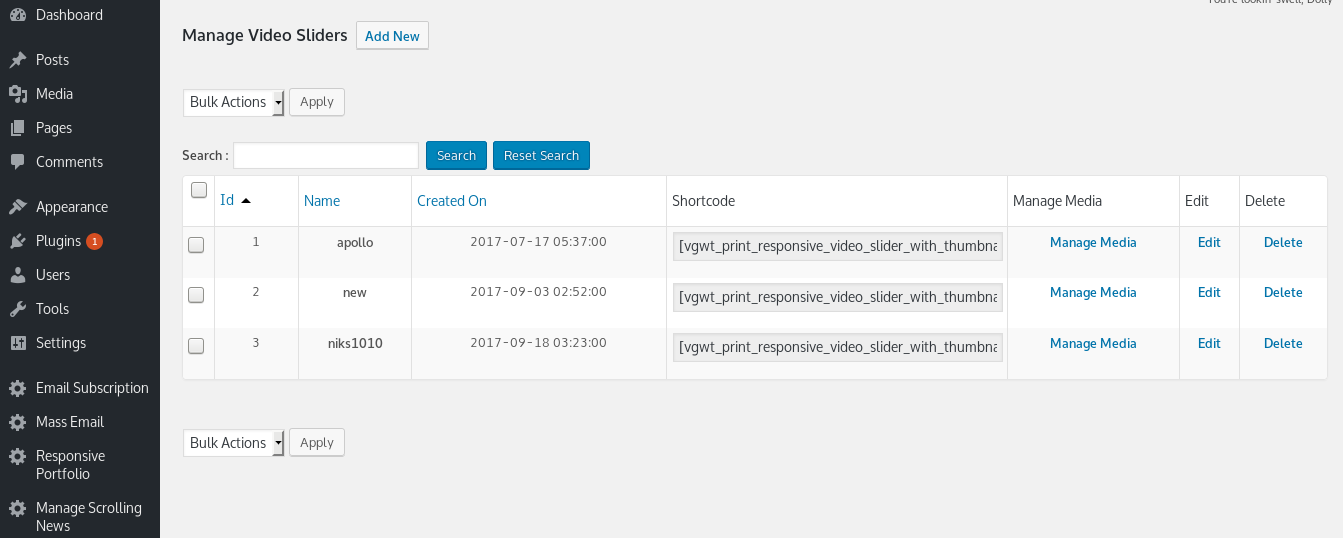 You're lookin' swell, Dolly
Dashboard
Posts
Media
Pages
Comments
Appearance
Plugins 1
Users
Tools
Settings
Email Subscription
Mass Email
Responsive
Portfolio
Manage Scrolling
News
Manage Video Sliders Add New
Bulk Actions Apply
Search : Search Reset Search
Id Name Created On Shortcode Manage Media Edit Delete
1 apollo 2017-07-17 05:37:00 [vgwt_print_responsive_video_slider_with_thumbna Manage Media Edit Delete
2 new 2017-09-03 02:52:00 [vgwt_print_responsive_video_slider_with_thumbna Manage Media Edit Delete
3 niks1010 2017-09-18 03:23:00 [vgwt_print_responsive_video_slider_with_thumbna Manage Media Edit Delete
Bulk Actions Apply